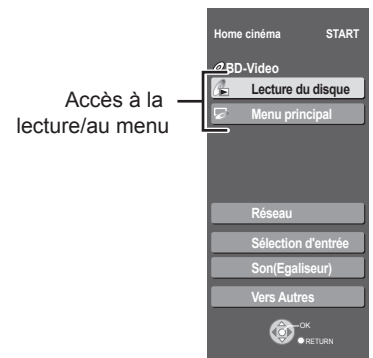 Home cinéma START
BD-Video
Accès à la
lecture/au menu
Lecture du disque
Menu principal
Réseau
Sélection d'entrée
Son(Egaliseur)
Vers Autres
OK
RETURN